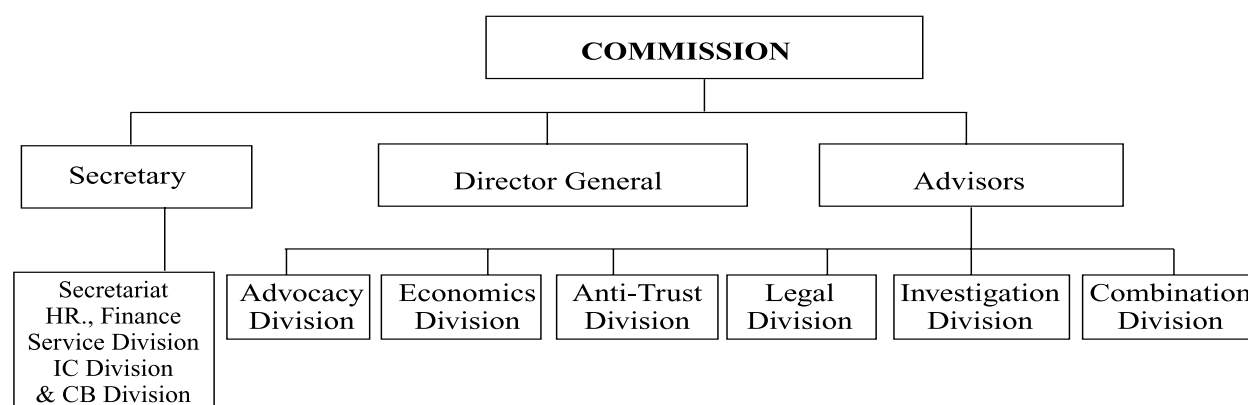 COMMISSION
Secretary
Director General
Advisors
Secretariat
HR., Finance
Service Division
IC Division
& CB Division
Advocacy
Division
Economics
Division
Anti-Trust
Division
Legal
Division
Investigation
Division
Combination
Division